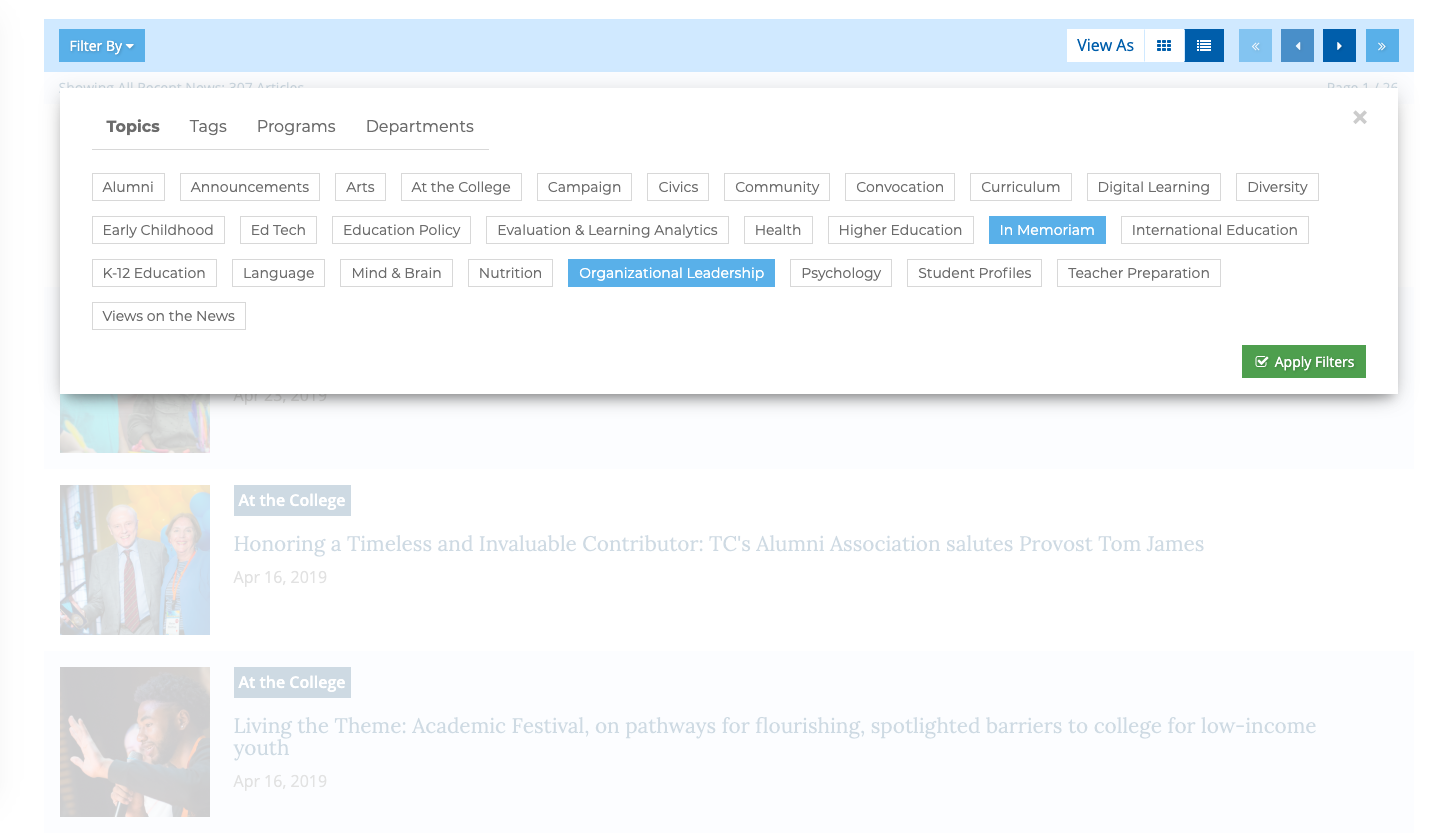 Filter By
View As
Showing All Recent News: 307 Articles
Page 1 / 26
Topics Tags Programs Departments
Alumni Announcements Arts At the College Campaign Civics Community Convocation Curriculum Digital Learning Diversity
Early Childhood Ed Tech Education Policy Evaluation & Learning Analytics Health Higher Education In Memoriam International Education
K-12 Education Language Mind & Brain Nutrition Organizational Leadership Psychology Student Profiles Teacher Preparation
Views on the News
Apply Filters
Apr 23, 2019
At the College
Honoring a Timeless and Invaluable Contributor: TC's Alumni Association salutes Provost Tom James
Apr 16, 2019
At the College
Living the Theme: Academic Festival, on pathways for flourishing, spotlighted barriers to college for low-income
youth
Apr 16, 2019